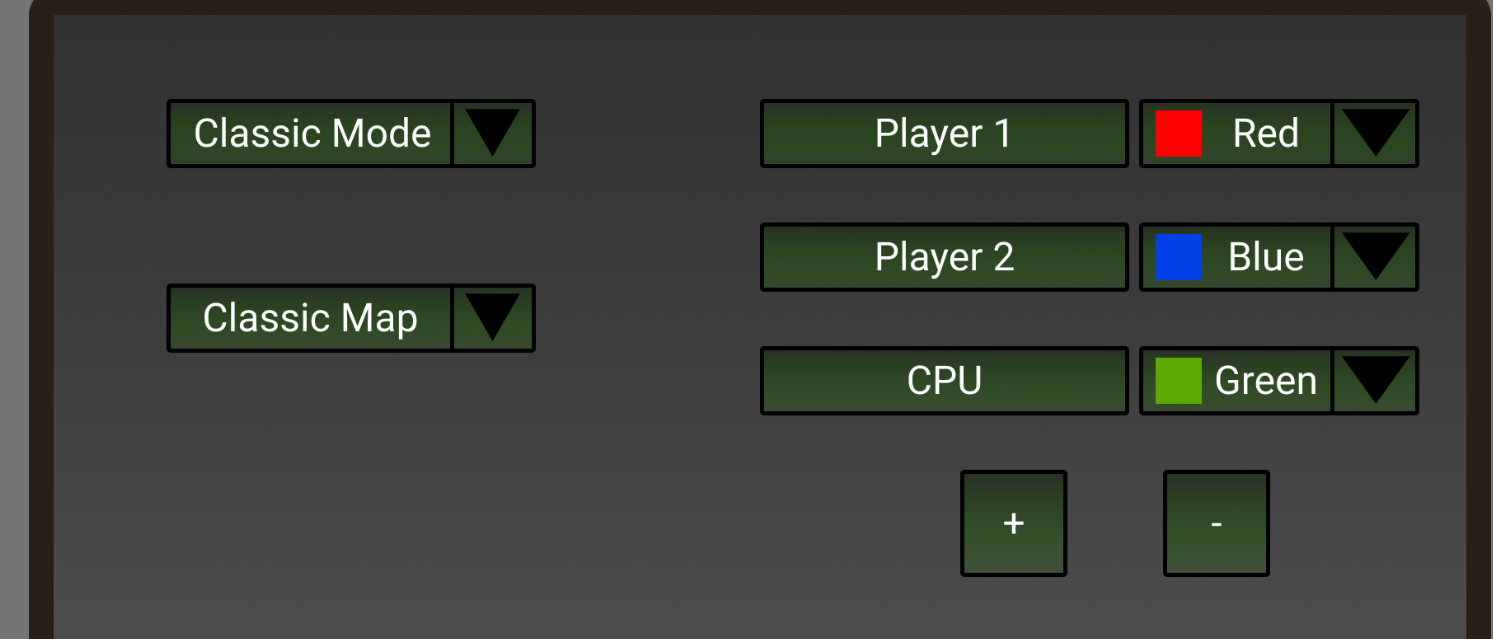 Classic Mode
Classic Map
Player 1
Red
Player 2
Blue
CPU
Green
+
-